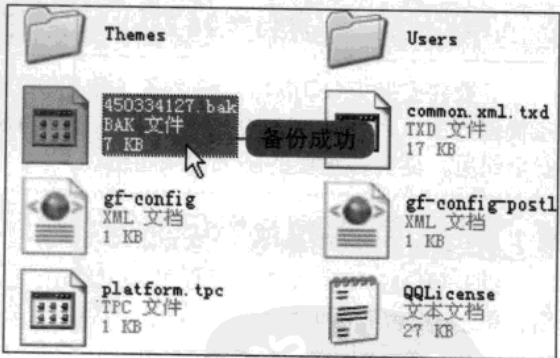 Themes
Users
450334127.bak
BAK 文件
7 KB
备份成功
common.xml.txd
TXD 文件
17 KB
gf-config
XML 文档
1 KB
gf-config-postl
XML 文档
1 KB
platform.tpc
TPC 文件
1 KB
QQLicense
文本文档
27 KB